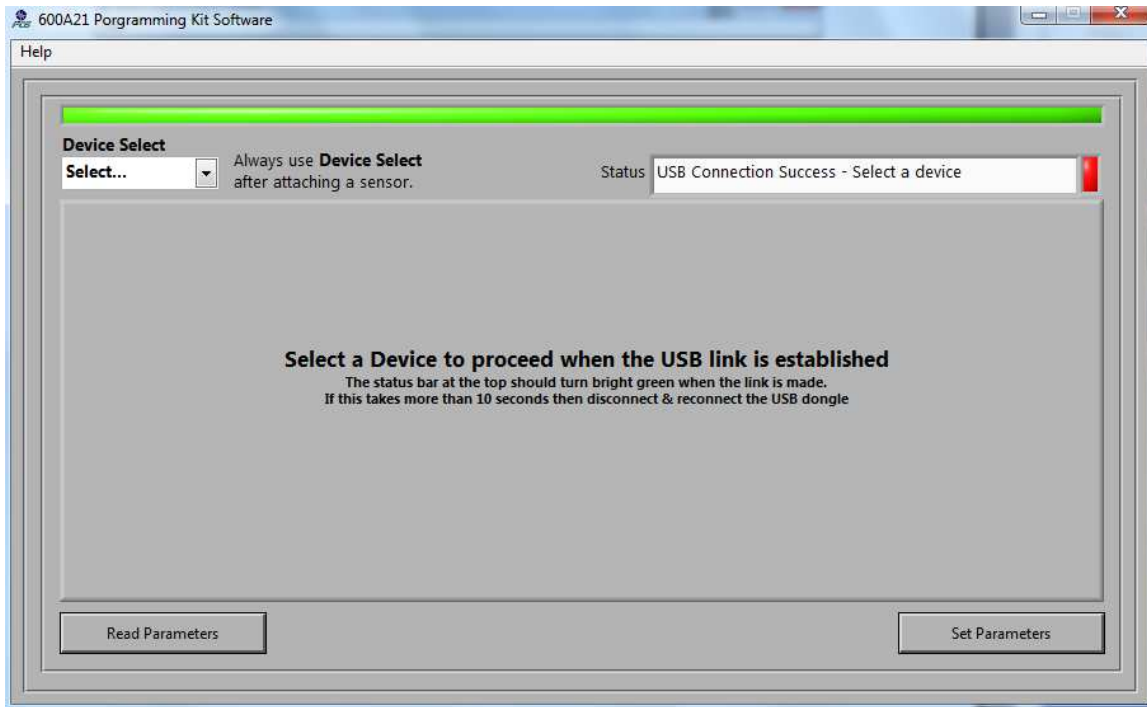 600A21 Porgramming Kit Software
Help
Device Select
Select...
Always use Device Select
after attaching a sensor.
Status
USB Connection Success - Select a device
Select a Device to proceed when the USB link is established
The status bar at the top should turn bright green when the link is made.
If this takes more than 10 seconds then disconnect & reconnect the USB dongle
Read Parameters
Set Parameters